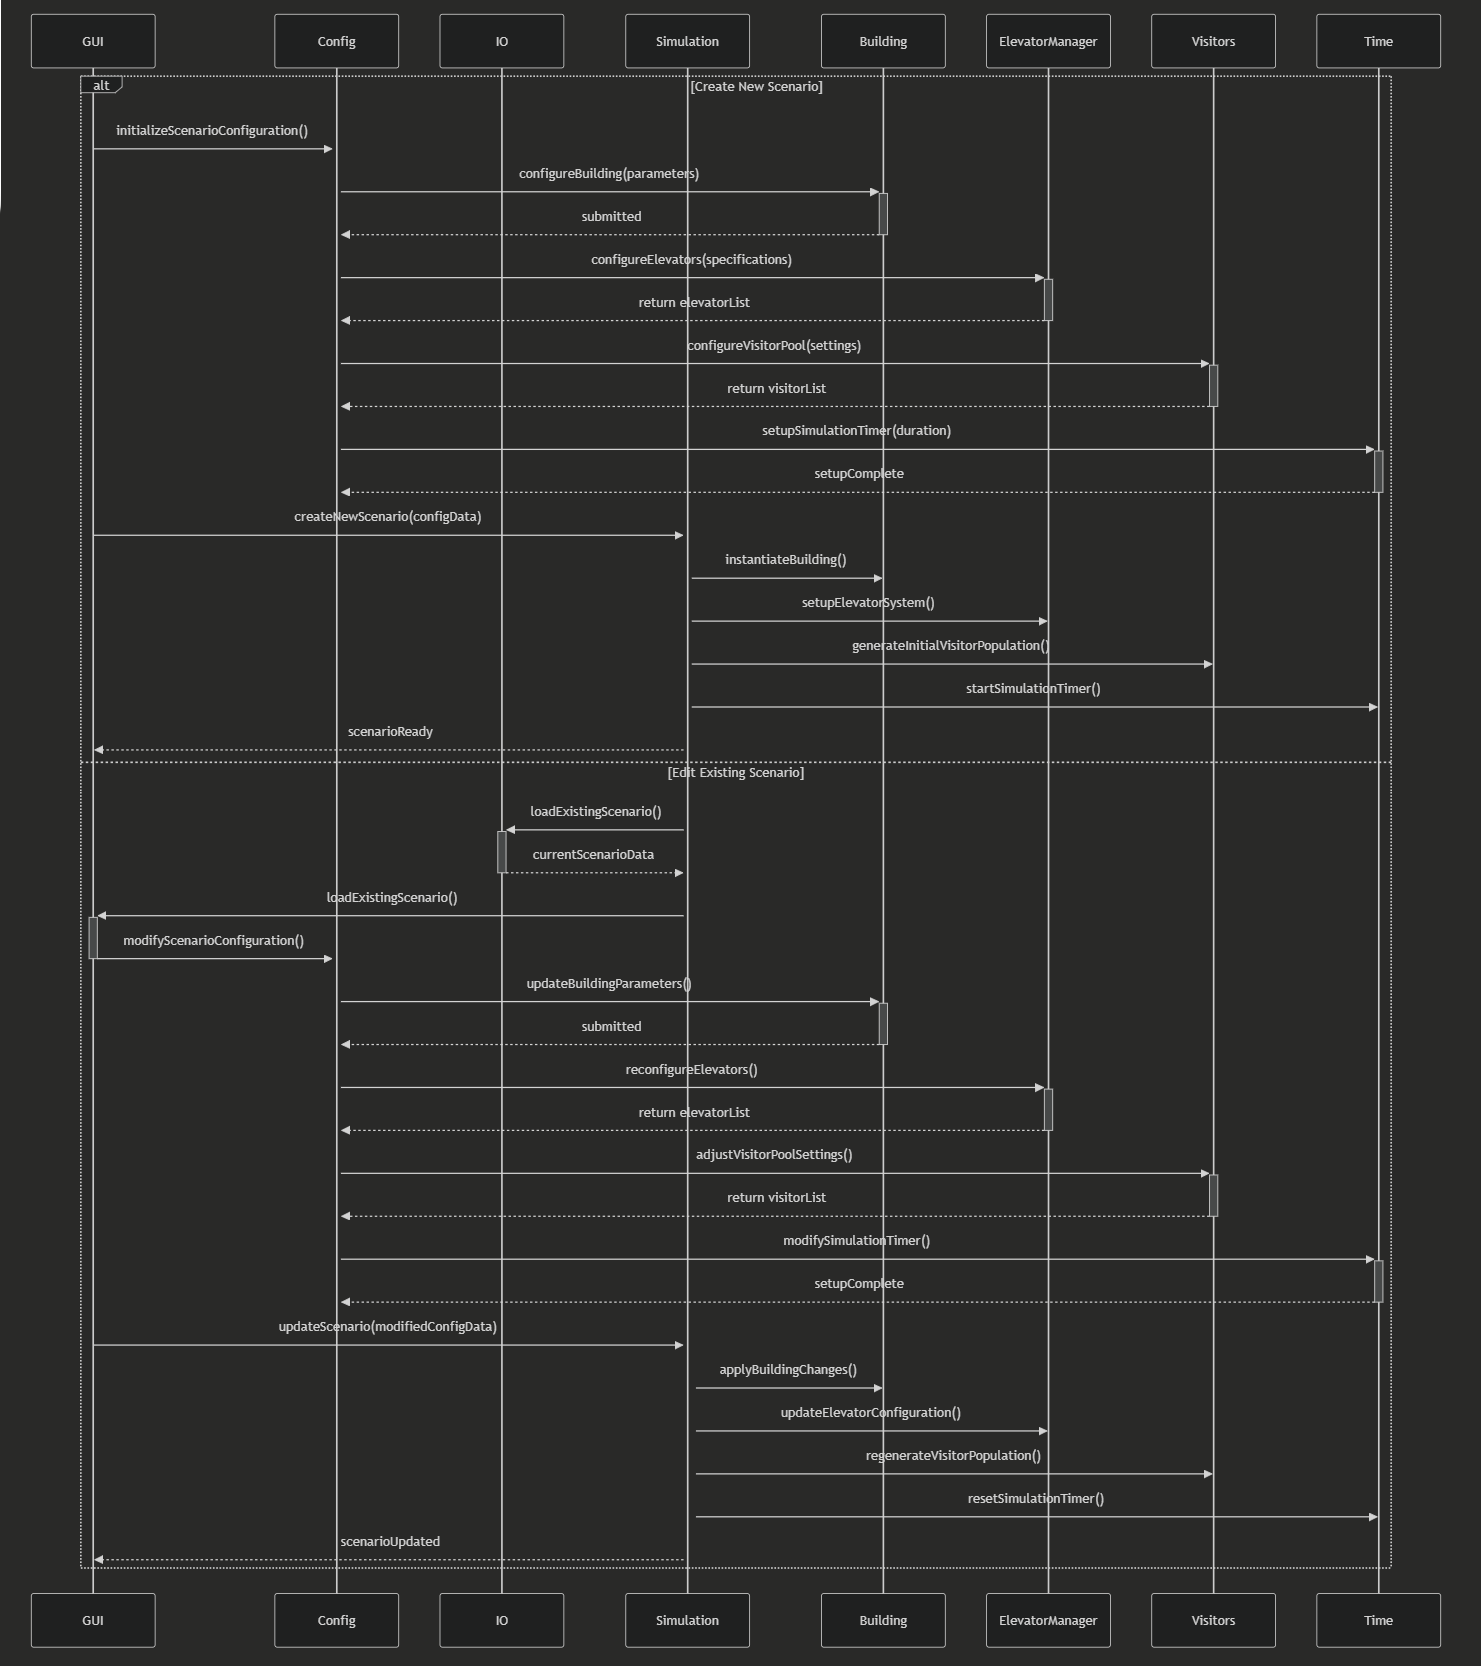 GUI
Config
IO
Simulation
Building
ElevatorManager
Visitors
Time
alt
[Create New Scenario]
initializeScenarioConfiguration()
configureBuilding(parameters)
submitted
configureElevators(specifications)
return elevatorList
configureVisitorPool(settings)
return visitorList
setupSimulationTimer(duration)
setupComplete
createNewScenario(configData)
instantiateBuilding()
setupElevatorSystem()
generateInitialVisitorPopulation()
startSimulationTimer()
scenarioReady
[Edit Existing Scenario]
loadExistingScenario()
currentScenarioData
loadExistingScenario()
modifyScenarioConfiguration()
updateBuildingParameters()
submitted
reconfigureElevators()
return elevatorList
adjustVisitorPoolSettings()
return visitorList
modifySimulationTimer()
setupComplete
updateScenario(modifiedConfigData)
applyBuildingChanges()
updateElevatorConfiguration()
regenerateVisitorPopulation()
resetSimulationTimer()
scenarioUpdated
GUI
Config
IO
Simulation
Building
ElevatorManager
Visitors
Time